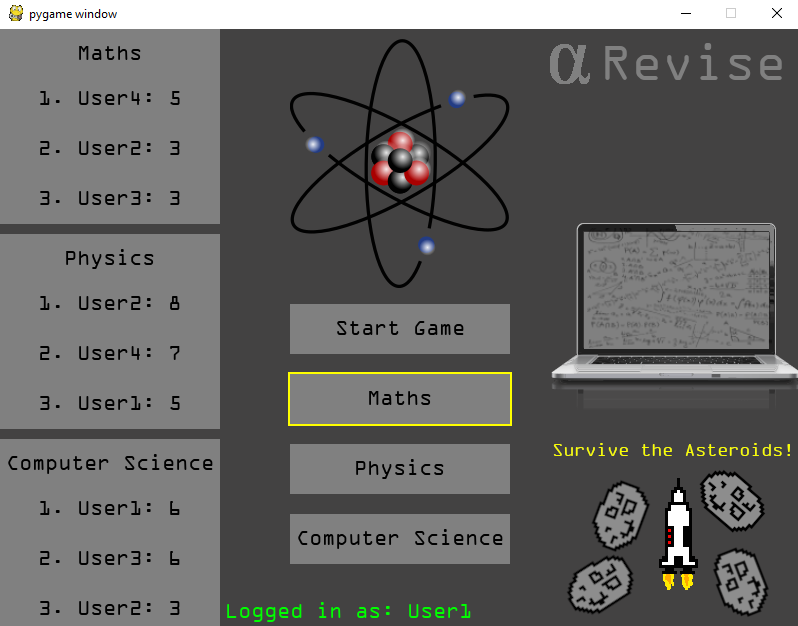 pygame window
Maths
1. User4: 5
2. User2: 3
3. User3: 3
Physics
1. User2: 8
2. User4: 7
3. User1: 5
Computer Science
1. User1: 6
2. User3: 6
3. User2: 3
Start Game
Maths
Physics
Computer Science
Logged in as: User1
αRevise
Survive the Asteroids!